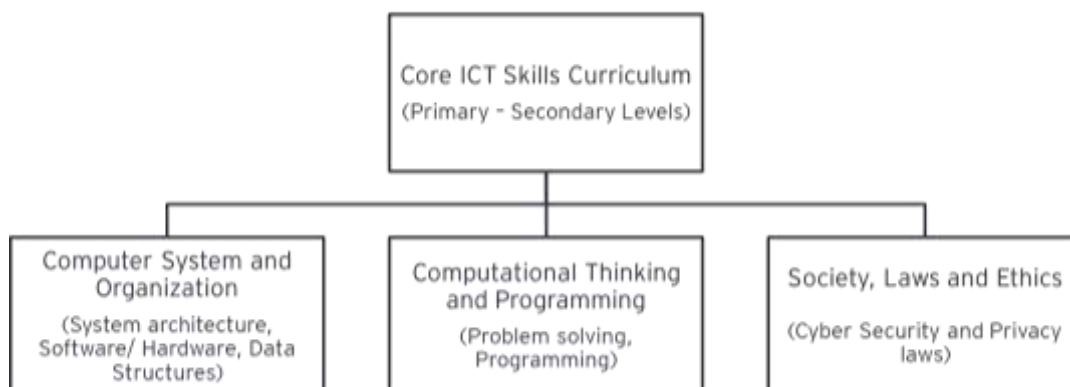 Core ICT Skills Curriculum
(Primary – Secondary Levels)
Computer System and
Organization
(System architecture,
Software/ Hardware, Data
Structures)
Computational Thinking
and Programming
(Problem solving,
Programming)
Society, Laws and Ethics
(Cyber Security and Privacy
laws)